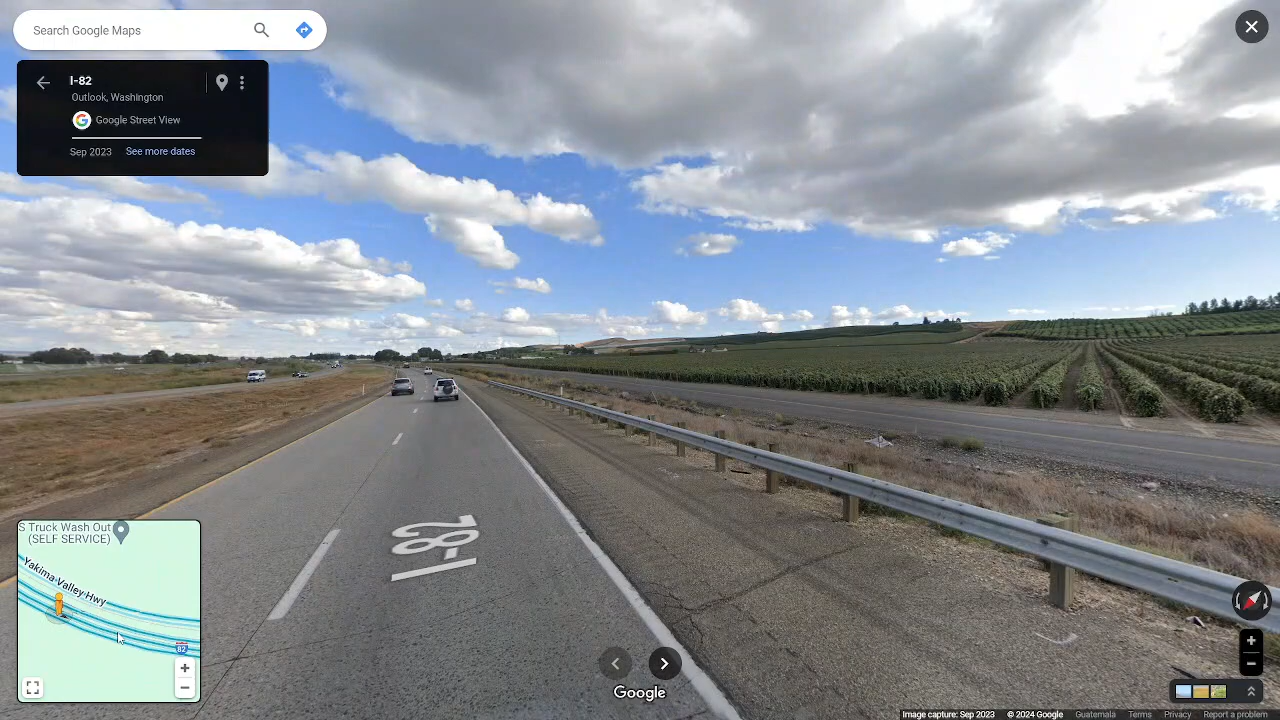 Search Google Maps
I-82
Outlook, Washington
Google Street View
Sep 2023 See more dates
I-82
S Truck Wash Out
(SELF SERVICE)
Yakima Valley Hwy
82
Google
Image capture: Sep 2023 © 2024 Google Guatemala Terms Privacy Report a problem